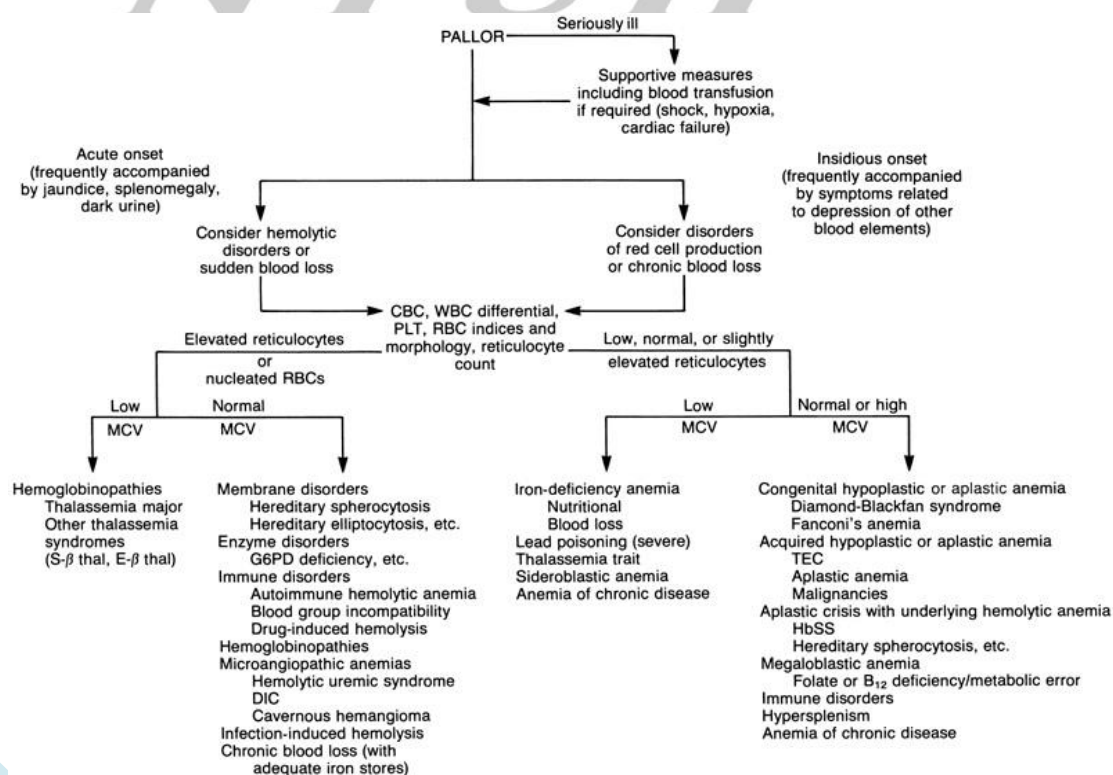 Seriously ill
PALLOR
Supportive measures
including blood transfusion
if required (shock, hypoxia,
cardiac failure)
Acute onset
(frequently accompanied
by jaundice, splenomegaly,
dark urine)
Insidious onset
(frequently accompanied
by symptoms related
to depression of other
blood elements)
Consider hemolytic
disorders or
sudden blood loss
Consider disorders
of red cell production
or chronic blood loss
CBC, WBC differential,
PLT, RBC indices and
morphology, reticulocyte
count
Elevated reticulocytes
or
nucleated RBCs
Low, normal, or slightly
elevated reticulocytes
Low
MCV
Normal
MCV
Low
MCV
Normal or high
MCV
Hemoglobinopathies
Thalassemia major
Other thalassemia
syndromes
(S-β thal, E-β thal)
Membrane disorders
Hereditary spherocytosis
Hereditary elliptocytosis, etc.
Enzyme disorders
G6PD deficiency, etc.
Immune disorders
Autoimmune hemolytic anemia
Blood group incompatibility
Drug-induced hemolysis
Hemoglobinopathies
Microangiopathic anemias
Hemolytic uremic syndrome
DIC
Cavernous hemangioma
Infection-induced hemolysis
Chronic blood loss (with
adequate iron stores)
Iron-deficiency anemia
Nutritional
Blood loss
Lead poisoning (severe)
Thalassemia trait
Sideroblastic anemia
Anemia of chronic disease
Congenital hypoplastic or aplastic anemia
Diamond-Blackfan syndrome
Fanconi's anemia
Acquired hypoplastic or aplastic anemia
TEC
Aplastic anemia
Malignancies
Aplastic crisis with underlying hemolytic anemia
HbSS
Hereditary spherocytosis, etc.
Megaloblastic anemia
Folate or B₁₂ deficiency/metabolic error
Immune disorders
Hypersplenism
Anemia of chronic disease